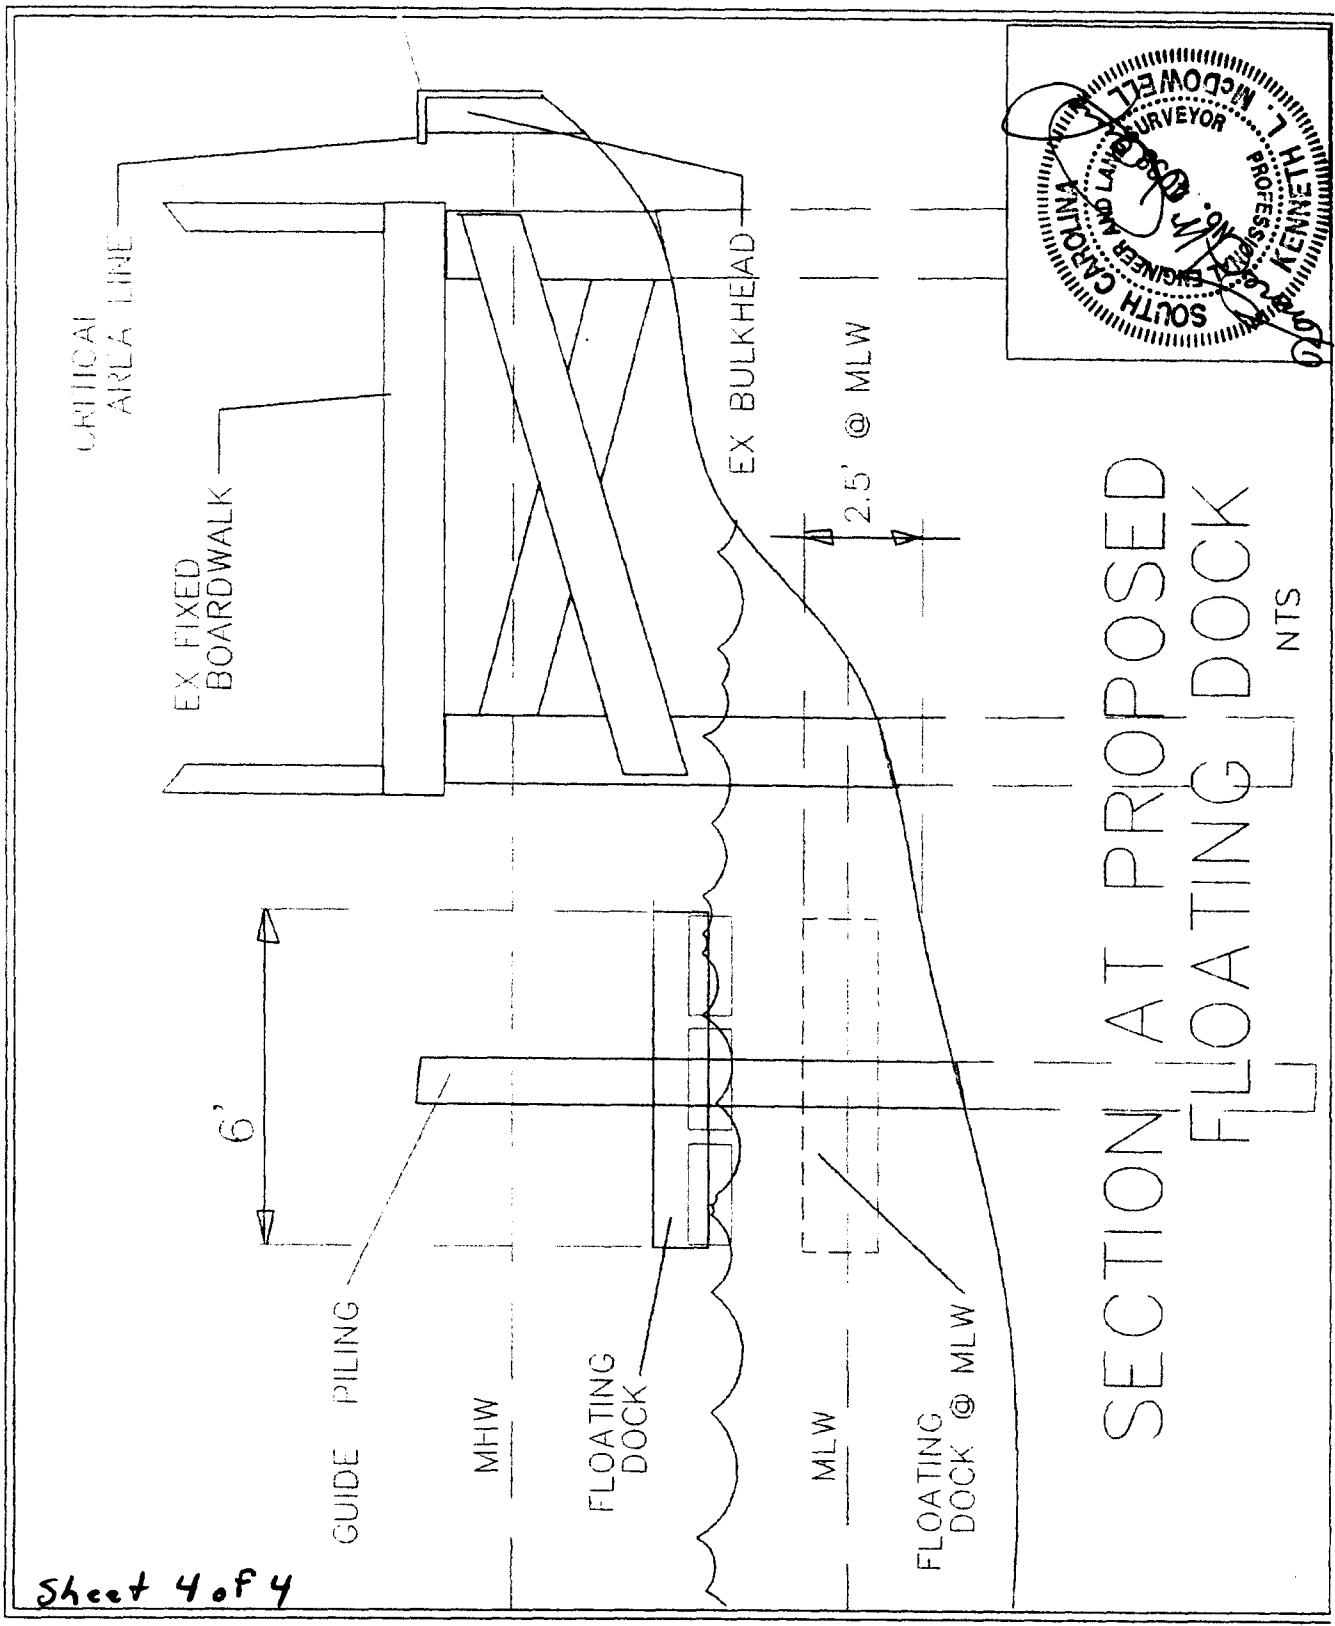 CRITICAL
AREA LINE
EX FIXED
BOARDWALK
EX BULKHEAD
2.5' @ MLW
6'
GUIDE PILING
MHW
FLOATING
DOCK
MLW
FLOATING
DOCK @ MLW
SECTION AT PROPOSED
FLOATING DOCK
NTS
SOUTH CAROLINA
KENNETH L. McDOWELL
PROFESSIONAL ENGINEER AND LAND SURVEYOR
No.
Sheet 4 of 4